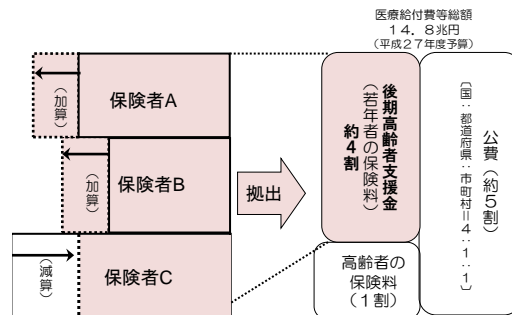 医療給付費等総額
１４．８兆円
（平成２７年度予算）
保険者A
（加算）
保険者B
（加算）
保険者C
（減算）
拠出
後期高齢者支援金
（若年者の保険料）
約４割
高齢者の
保険料
（１割）
公費（約５割）
〔国：都道府県：市町村＝４：１：１〕